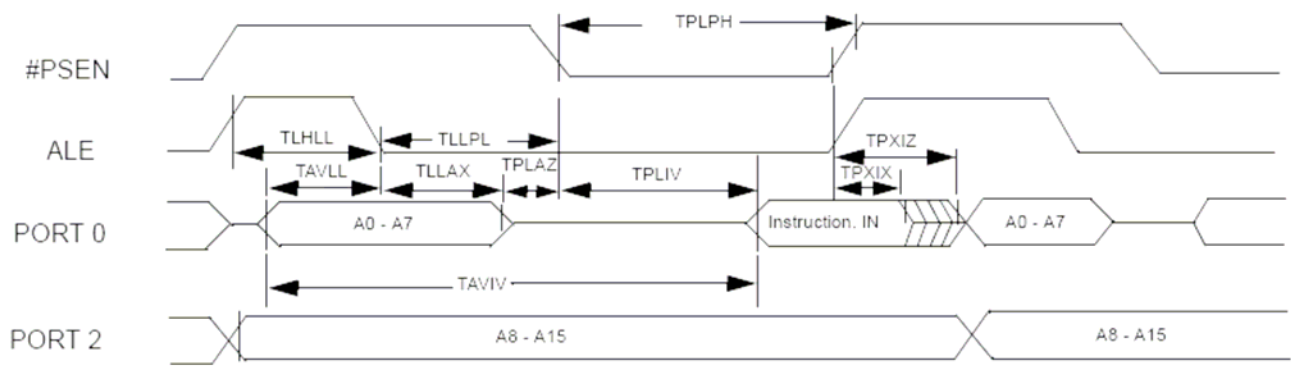 TPLPH
#PSEN
ALE
TLHLL
TLLPL
TPXIZ
TAVLL
TLLAX
TPLAZ
TPLIV
TPXIX
PORT 0
A0 - A7
Instruction. IN
A0 - A7
TAVIV
PORT 2
A8 - A15
A8 - A15